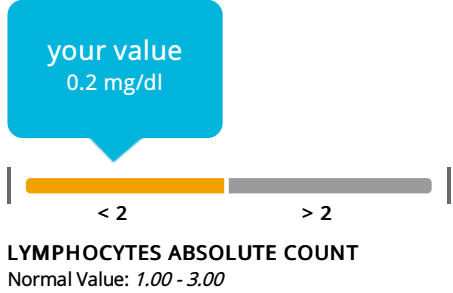 your value
0.2 mg/dl
< 2 > 2
LYMPHOCYTES ABSOLUTE COUNT
Normal Value: 1.00 - 3.00